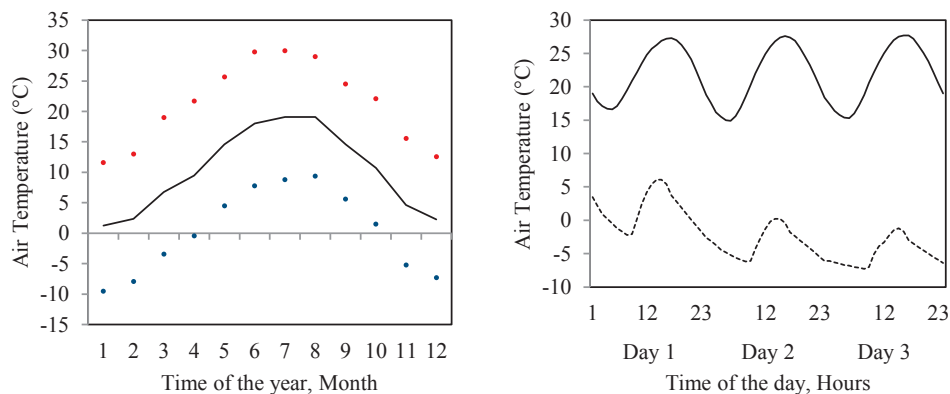 Air Temperature (°C)
35
30
25
20
15
10
5
0
-5
-10
-15
1 2 3 4 5 6 7 8 9 10 11 12
Time of the year, Month
Air Temperature (°C)
30
25
20
15
10
5
0
-5
-10
1 12 23 12 23 12 23
Day 1 Day 2 Day 3
Time of the day, Hours